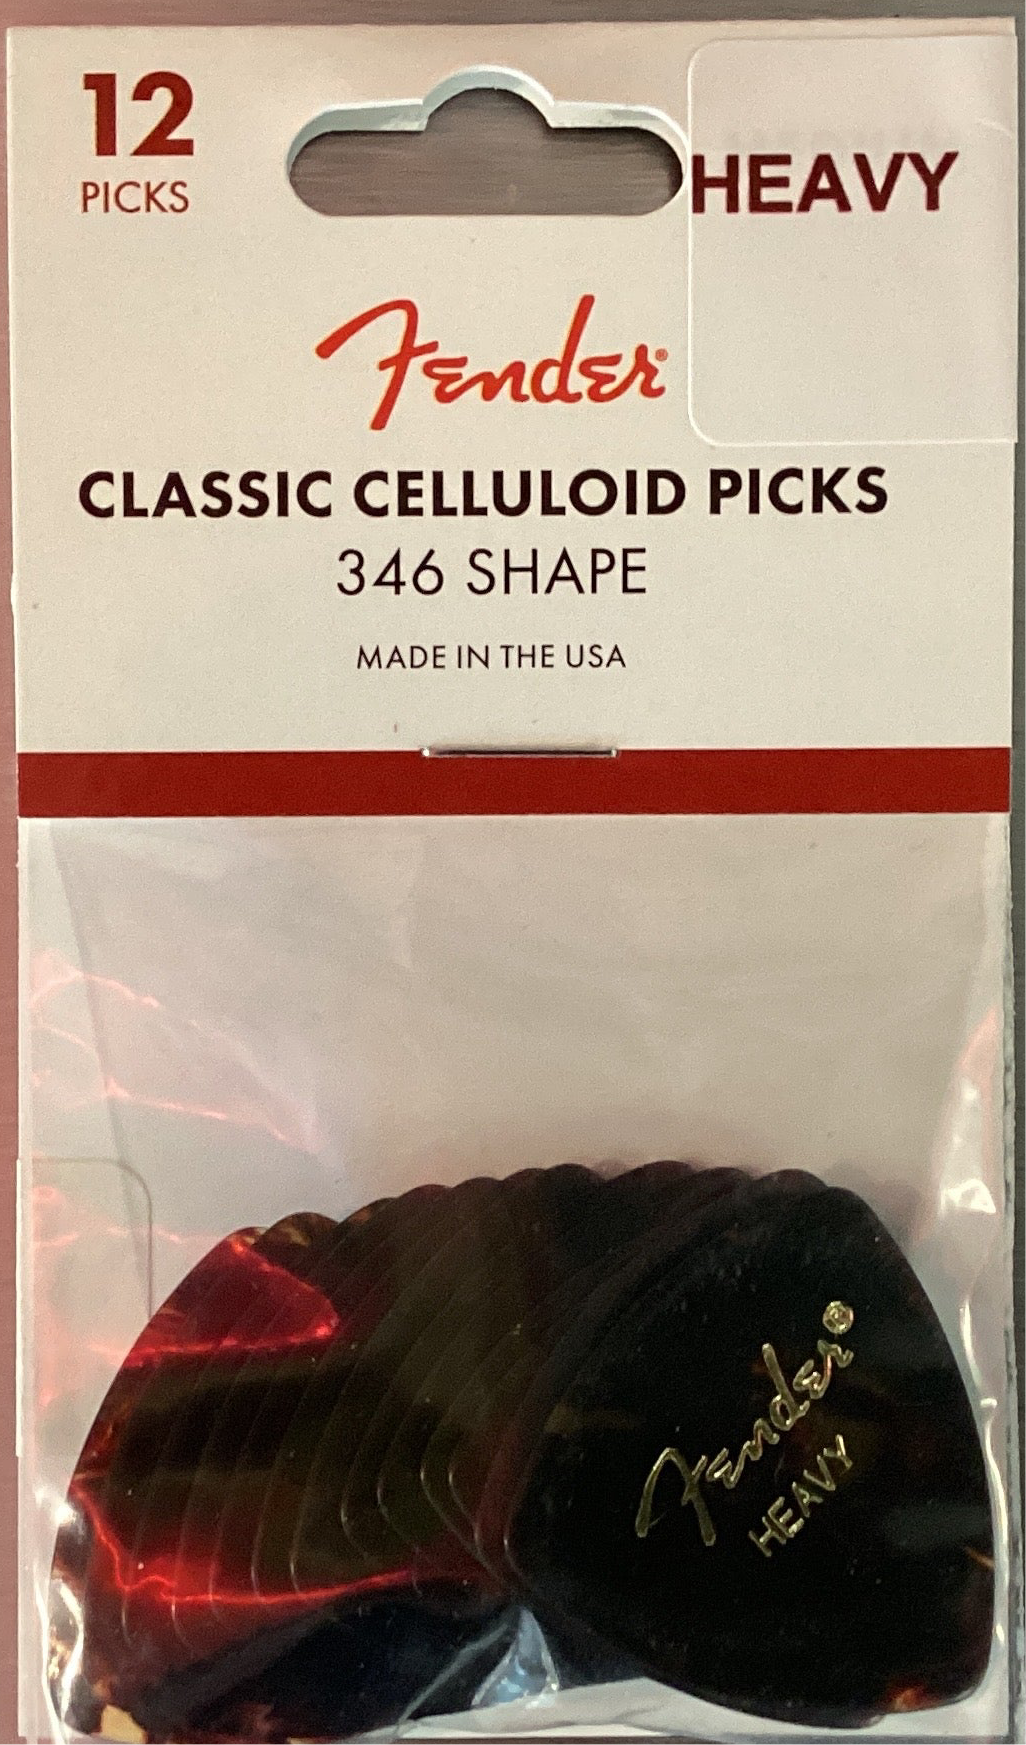 12
PICKS
HEAVY
Fender®
CLASSIC CELLULOID PICKS
346 SHAPE
MADE IN THE USA
Fender®
HEAVY